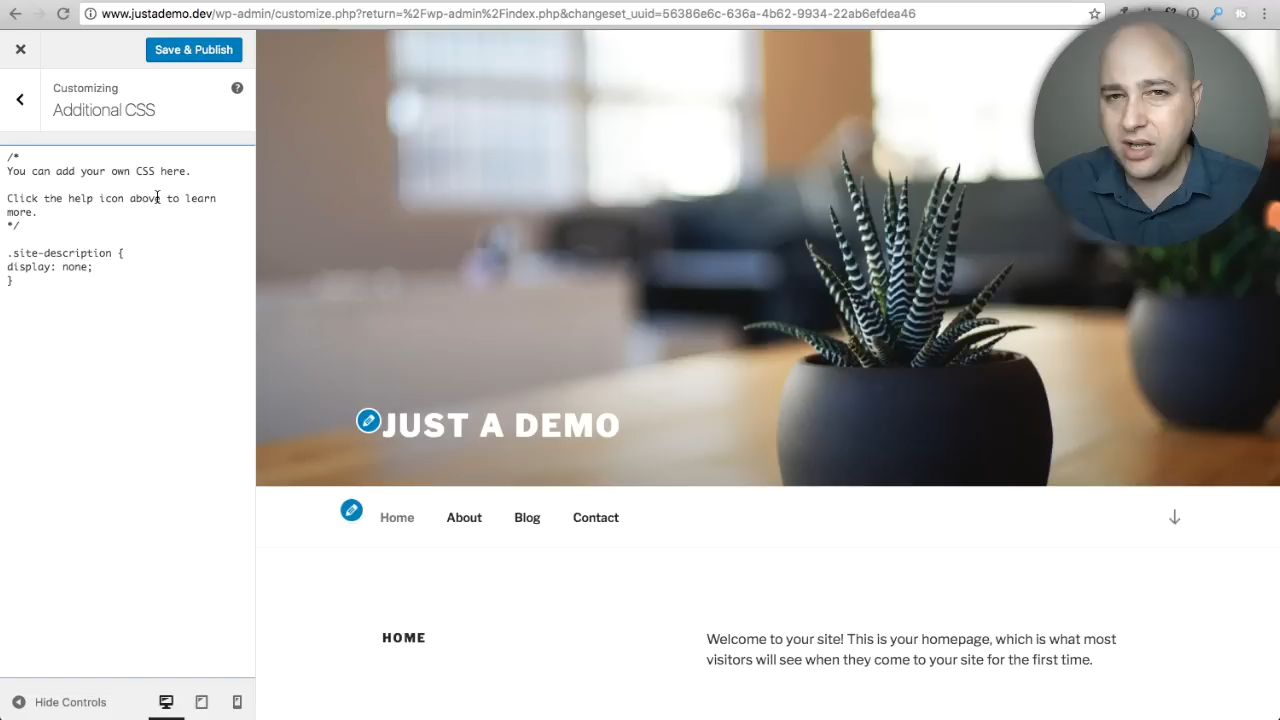 www.justademo.dev/wp-admin/customize.php?return=%2Fwp-admin%2Findex.php&changeset_uuid=56386e6c-636a-4b62-9934-22ab6efdea46
Save & Publish
Customizing
Additional CSS
/*
You can add your own CSS here.
Click the help icon above to learn
more.
*/
.site-description {
display: none;
}
JUST A DEMO
Home About Blog Contact
HOME
Welcome to your site! This is your homepage, which is what most
visitors will see when they come to your site for the first time.
Hide Controls